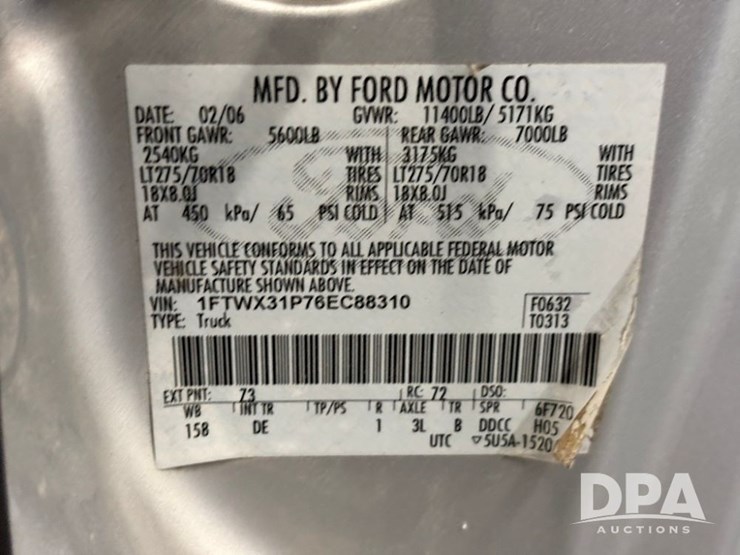 MFD. BY FORD MOTOR CO.
DATE: 02/06 GVWR: 11400LB/ 5171KG
FRONT GAWR: 5600LB REAR GAWR: 7000LB
2540KG WITH 3175KG WITH
LT275/70R18 TIRES LT275/70R18 TIRES
18X8.0J RIMS 18X8.0J RIMS
AT 450 kPa/ 65 PSI COLD AT 515 kPa/ 75 PSI COLD
THIS VEHICLE CONFORMS TO ALL APPLICABLE FEDERAL MOTOR
VEHICLE SAFETY STANDARDS IN EFFECT ON THE DATE OF
MANUFACTURE SHOWN ABOVE.
VIN: 1FTWX31P76EC88310 F0632
TYPE: Truck T0313
EXT PNT: 73 RC: 72 DSO:
WB INT TR TP/PS R AXLE TR SPR 6F720
158 DE 1 3L B DDCC H05
UTC ▽5U5A-1520
DPA
AUCTIONS